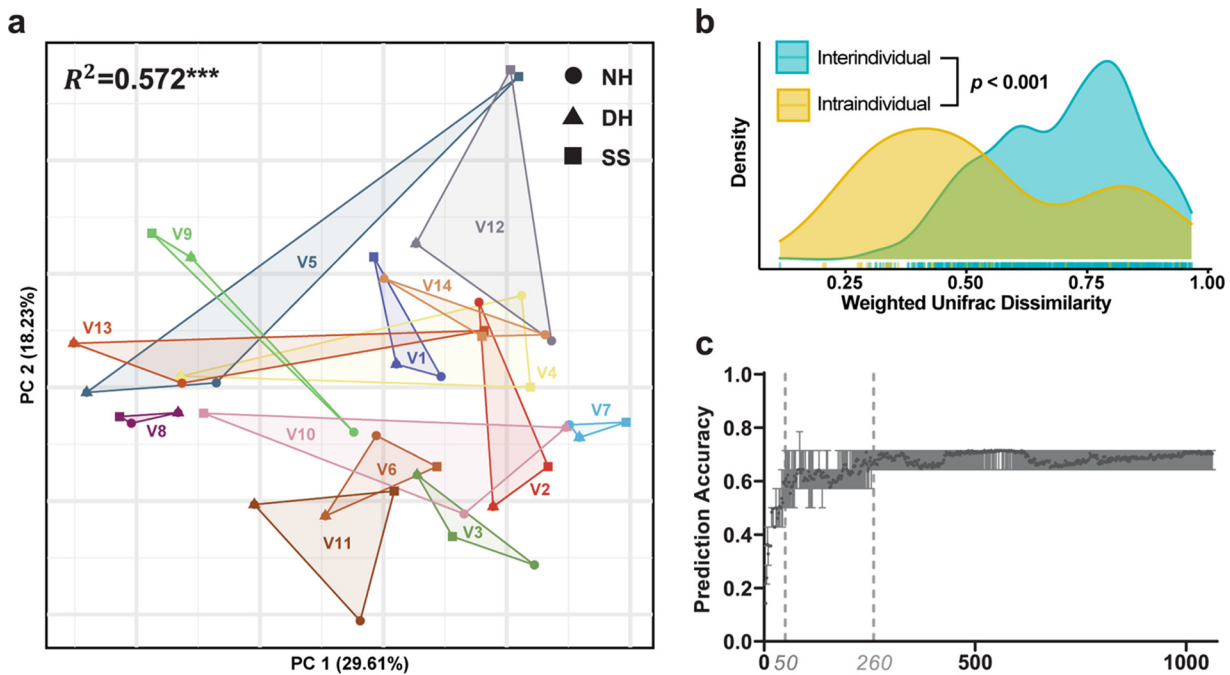 a
R²=0.572***
NH
DH
SS
V12
V9
V5
V14
V13
V1
V4
V8
V10
V7
V6
V2
V3
V11
PC 2 (18.23%)
PC 1 (29.61%)
b
Interindividual
Intraindividual
p < 0.001
Density
0.25 0.50 0.75 1.00
Weighted Unifrac Dissimilarity
c
Prediction Accuracy
1.0
0.8
0.6
0.4
0.2
0.0
0 50 260 500 1000